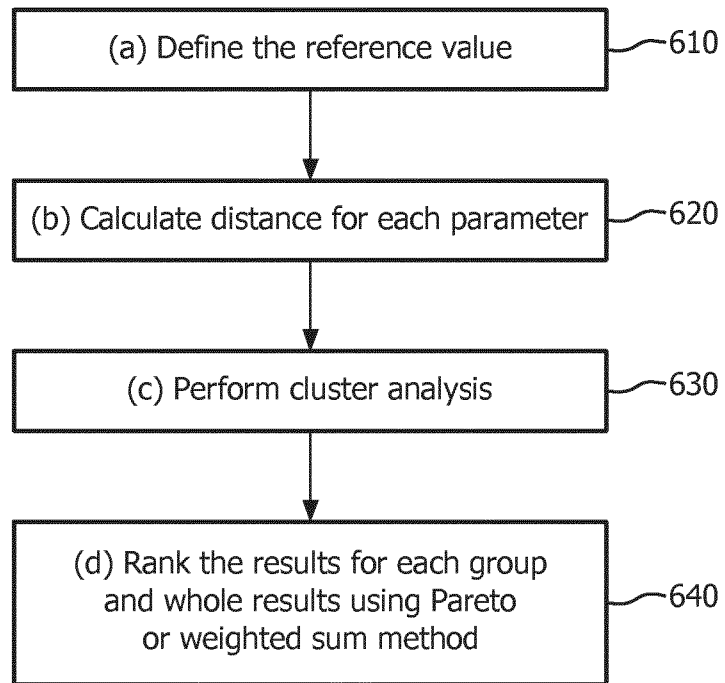 (a) Define the reference value
610
(b) Calculate distance for each parameter
620
(c) Perform cluster analysis
630
(d) Rank the results for each group
and whole results using Pareto
or weighted sum method
640